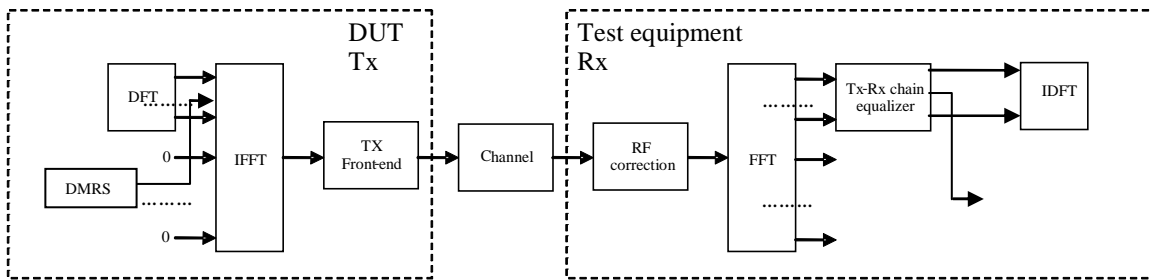 DUT
Tx
Test equipment
Rx
DFT
………
IFFT
0
DMRS
………
0
TX
Front-end
Channel
RF
correction
FFT
………
………
Tx-Rx chain
equalizer
IDFT